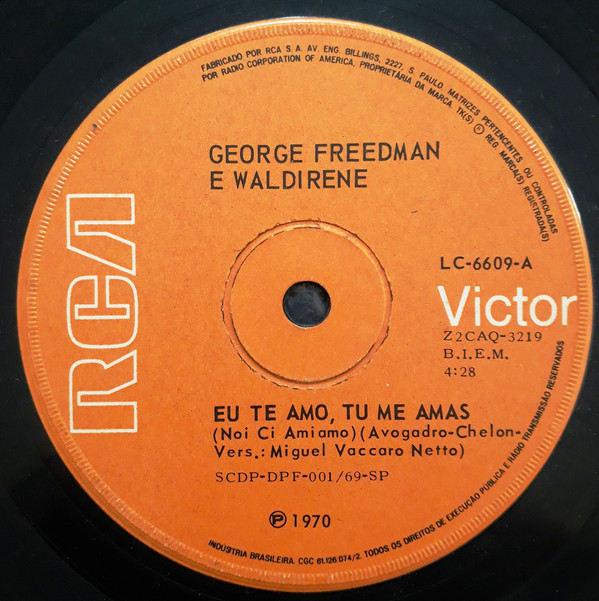 FABRICADO POR RCA S. A. AV. ENG. BILLINGS, 2227, S. PAULO MATRIZES PERTENCENTES OU CONTROLADAS
POR RADIO CORPORATION OF AMERICA, PROPRIETÁRIA DA MARCA. TK(S) ® REG. MARCA(S) REGISTRADA(S)
GEORGE FREEDMAN
E WALDIRENE
RCA
LC-6609-A
Victor
Z2CAQ-3219
B.I.E.M.
4:28
EU TE AMO, TU ME AMAS
(Noi Ci Amiamo)(Avogadro-Chelon-
Vers.: Miguel Vaccaro Netto)
SCDP-DPF-001/69-SP
℗ 1970
INDÚSTRIA BRASILEIRA. CGC 61.126.074/2. TODOS OS DIREITOS DE EXECUÇÃO PÚBLICA E RÁDIO TRANSMISSÃO RESERVADOS